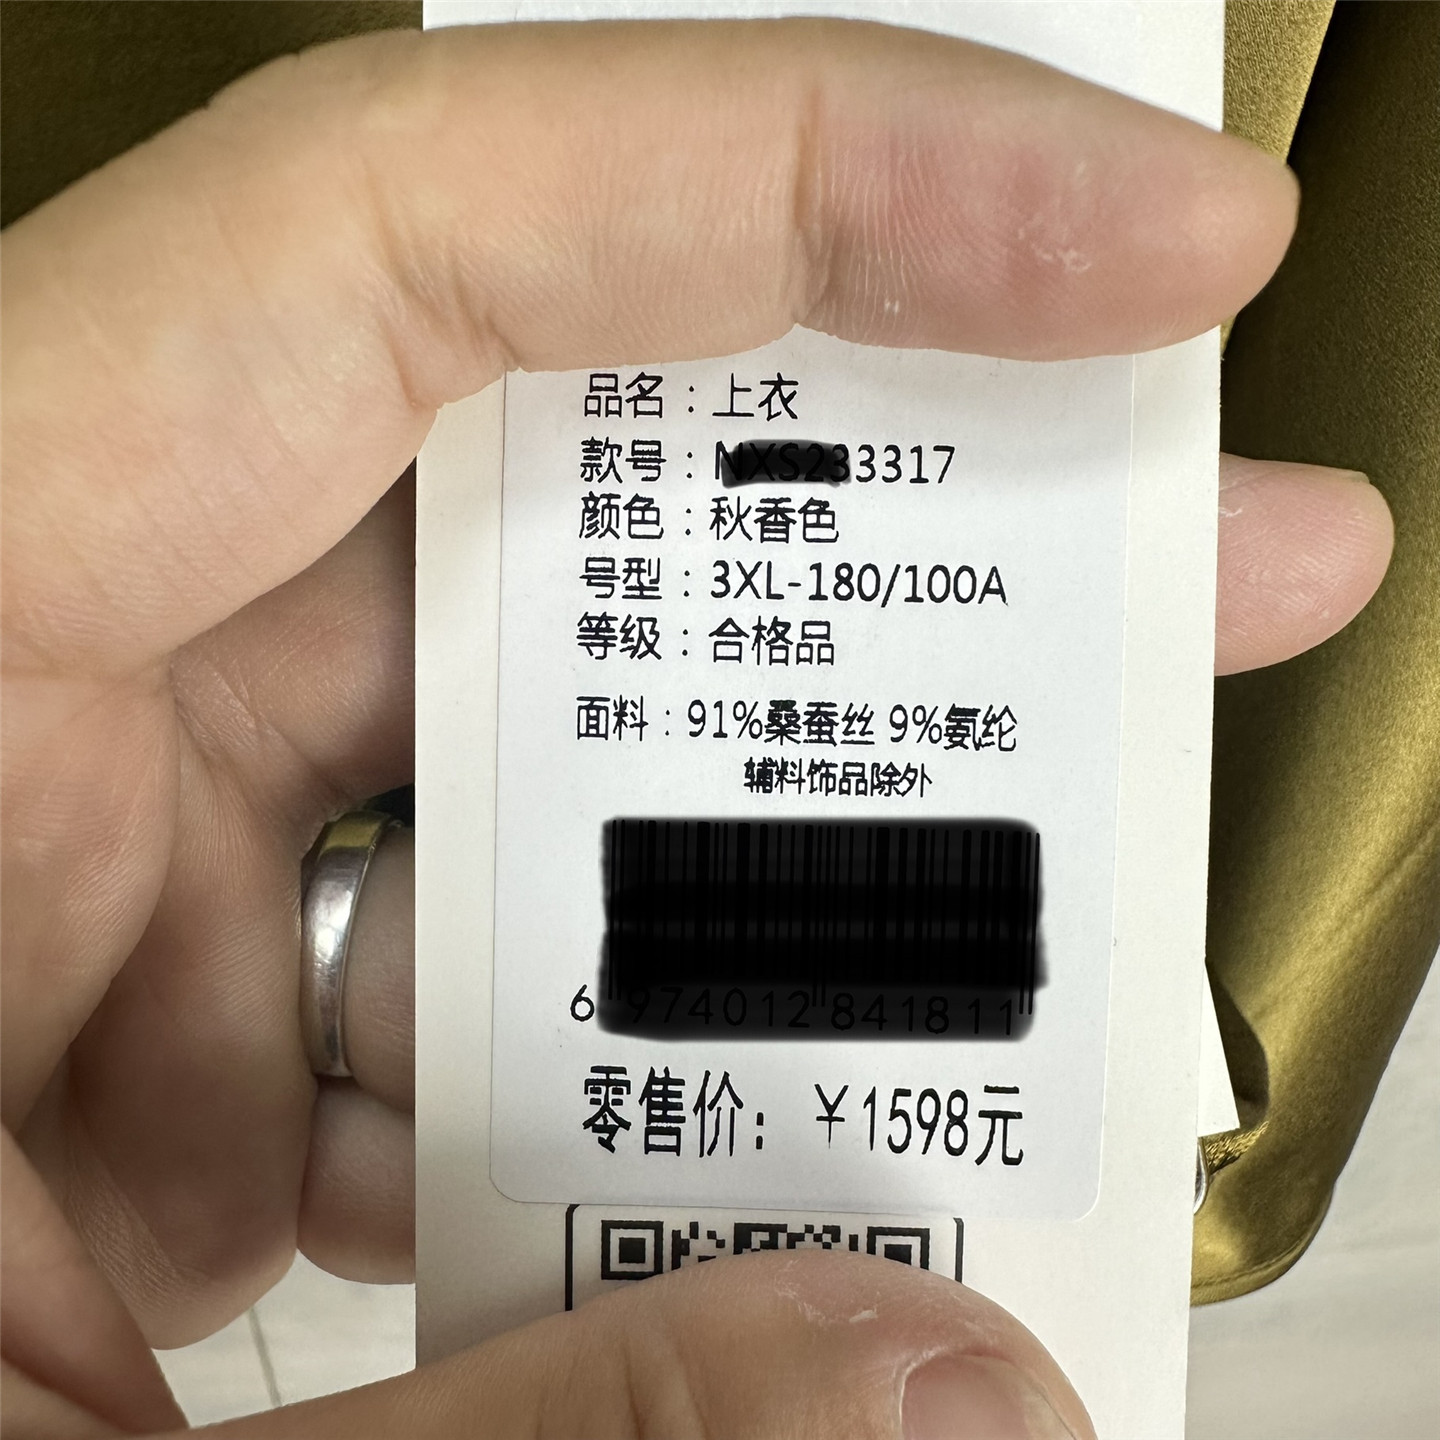 品名：上衣
款号：NXS233317
颜色：秋香色
号型：3XL-180/100A
等级：合格品
面料：91%桑蚕丝 9%氨纶
辅料饰品除外
6 974012 841811
零售价：￥1598元